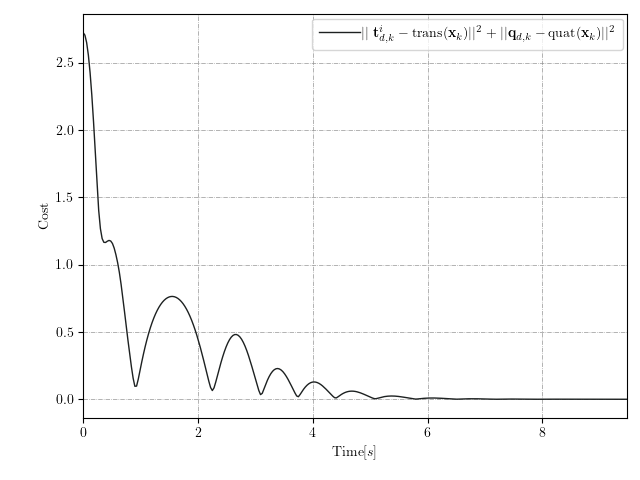 || t^i_{d,k} − trans(x_k)||^2 + ||q_{d,k} − quat(x_k)||^2
2.5
2.0
1.5
1.0
0.5
0.0
Cost
0 2 4 6 8
Time[s]